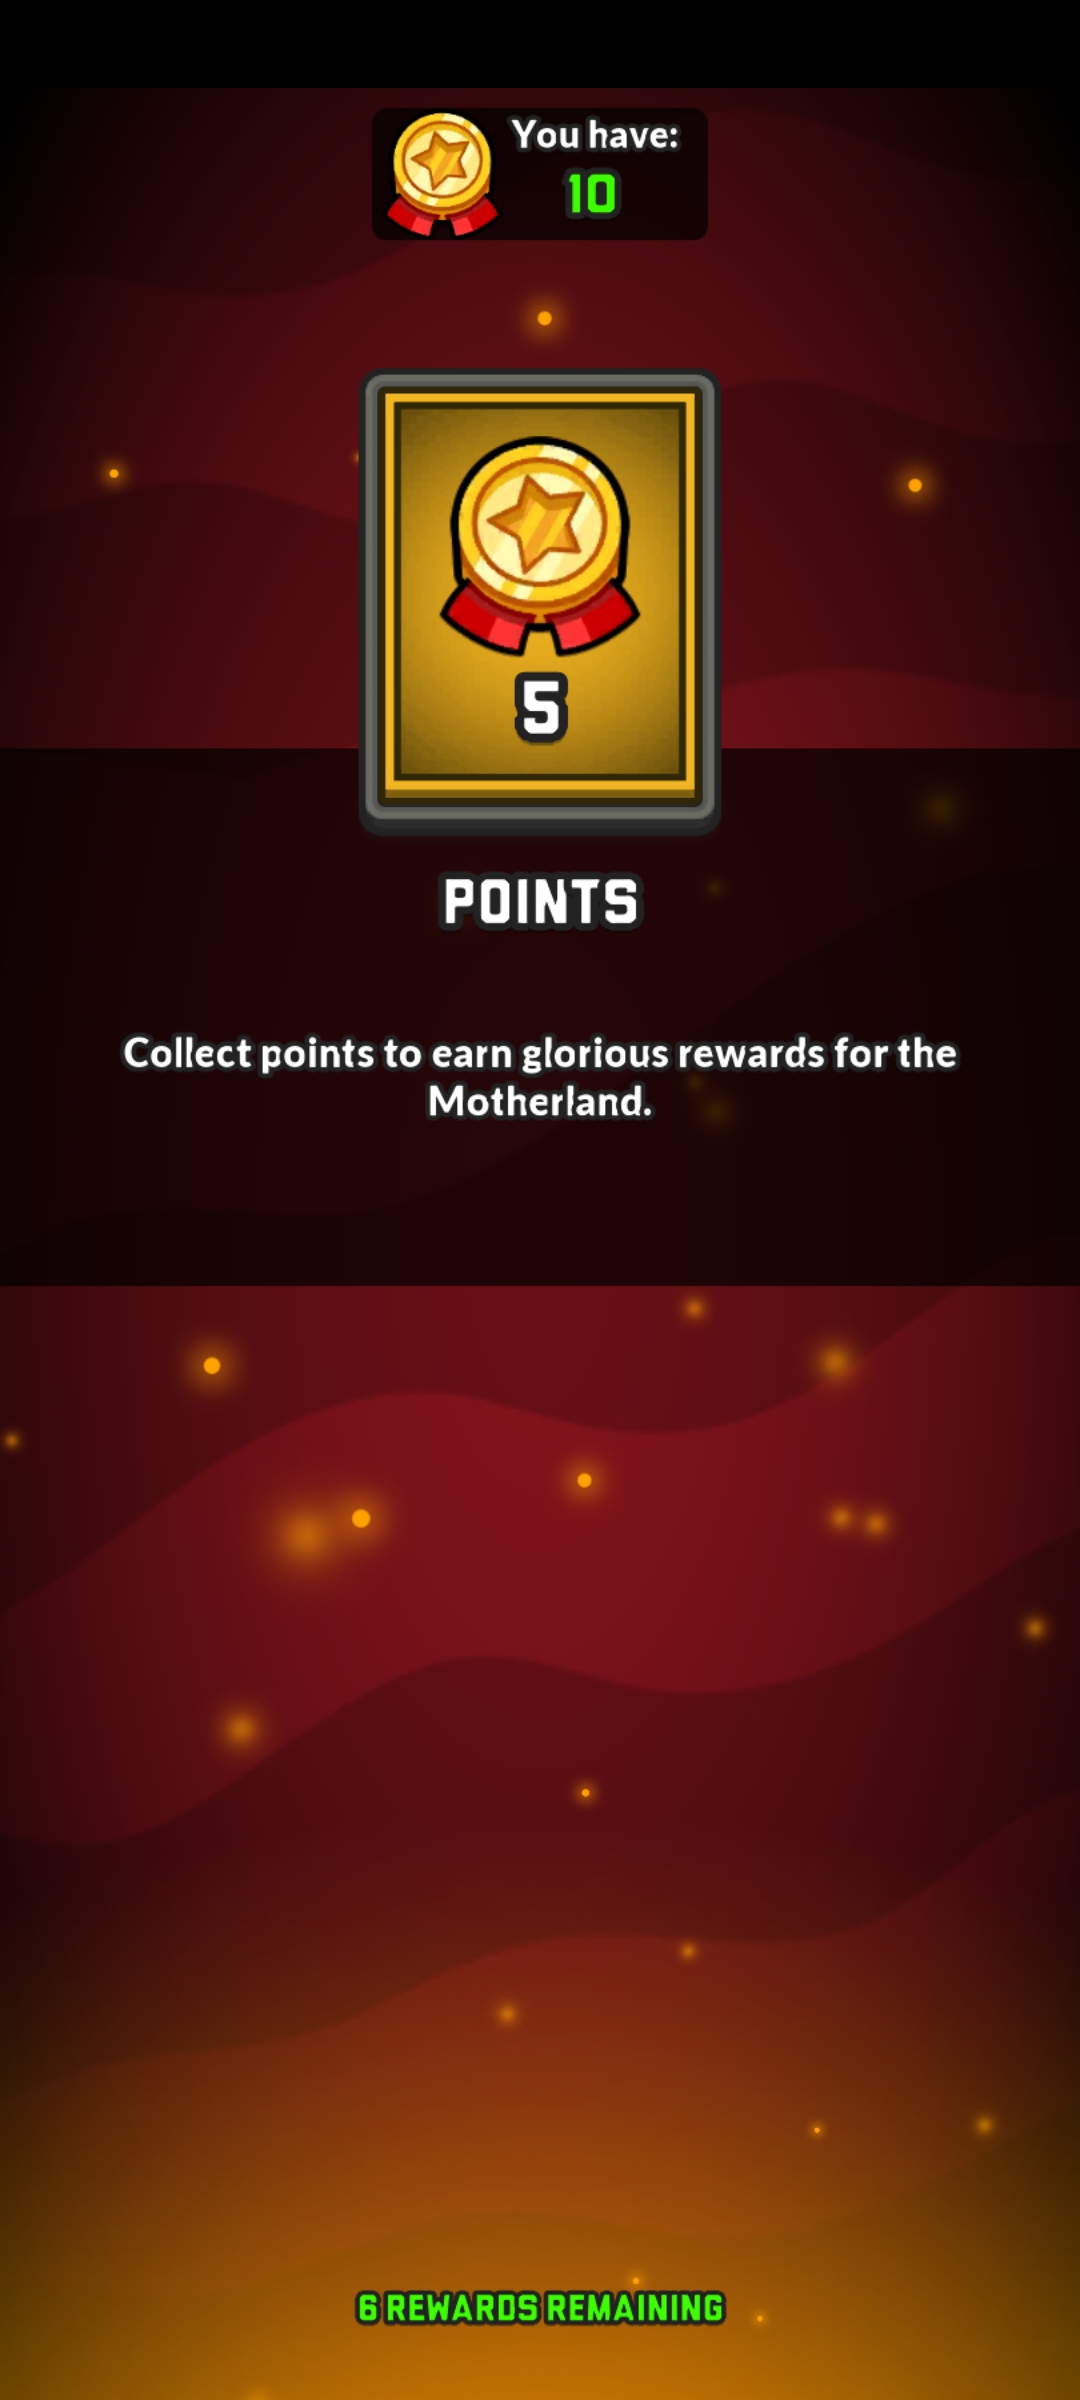 You have:
10
5
POINTS
Collect points to earn glorious rewards for the
Motherland.
6 REWARDS REMAINING